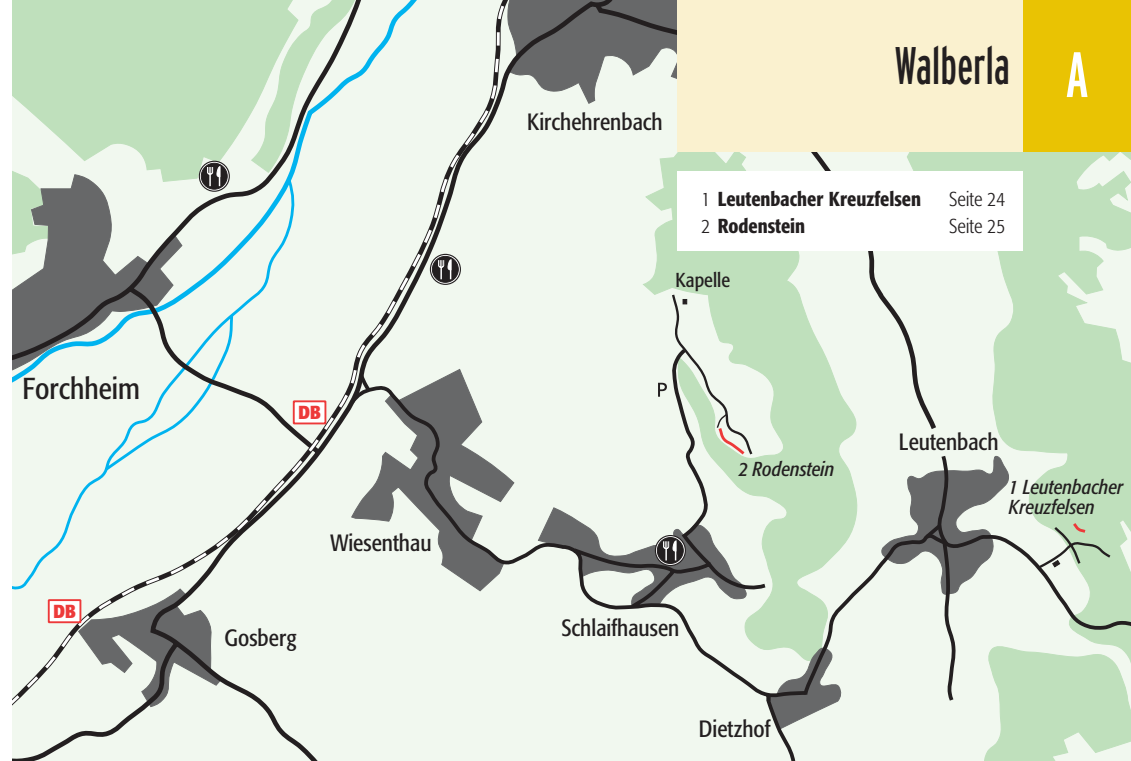 Walberla
A
Kirchehrenbach
1 Leutenbacher Kreuzfelsen Seite 24
2 Rodenstein Seite 25
Kapelle
Forchheim
P
DB
Leutenbach
2 Rodenstein
1 Leutenbacher
Kreuzfelsen
Wiesenthau
DB
Schlaifhausen
Gosberg
Dietzhof